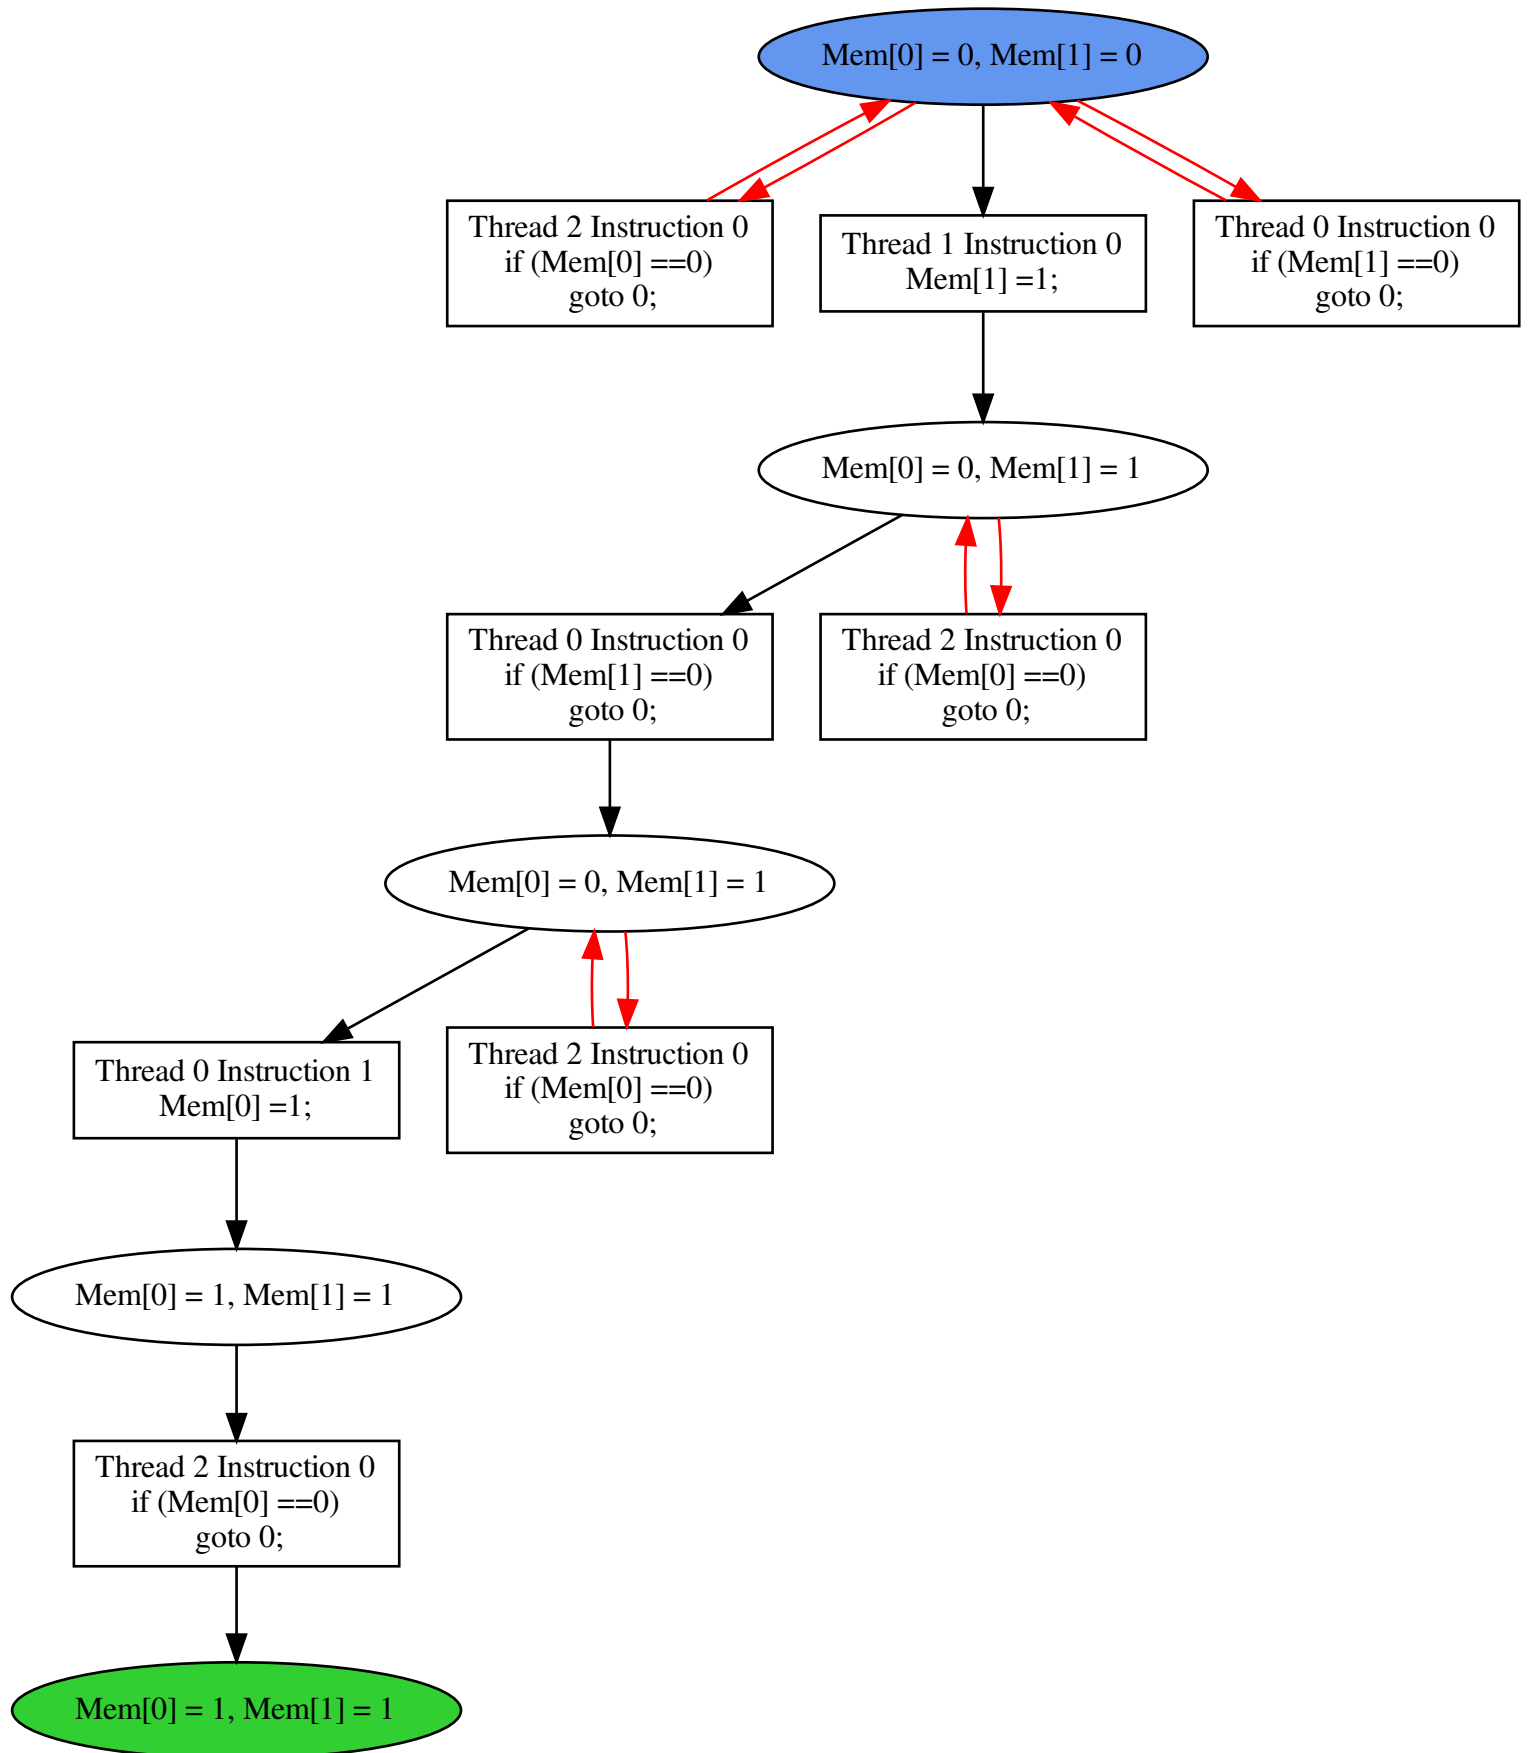 Mem[0] = 0, Mem[1] = 0
Thread 2 Instruction 0
if (Mem[0] ==0)
goto 0;
Thread 1 Instruction 0
Mem[1] =1;
Thread 0 Instruction 0
if (Mem[1] ==0)
goto 0;
Mem[0] = 0, Mem[1] = 1
Thread 0 Instruction 0
if (Mem[1] ==0)
goto 0;
Thread 2 Instruction 0
if (Mem[0] ==0)
goto 0;
Mem[0] = 0, Mem[1] = 1
Thread 0 Instruction 1
Mem[0] =1;
Thread 2 Instruction 0
if (Mem[0] ==0)
goto 0;
Mem[0] = 1, Mem[1] = 1
Thread 2 Instruction 0
if (Mem[0] ==0)
goto 0;
Mem[0] = 1, Mem[1] = 1